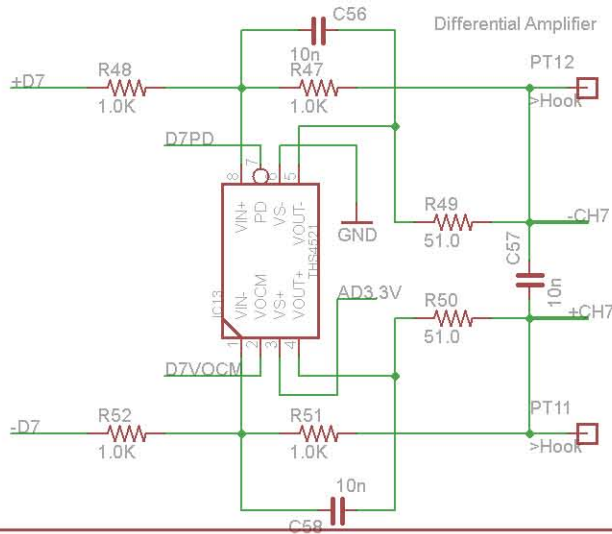 C56
Differential Amplifier
10n
PT12
R48
R47
+D7
>Hook
1.0K
1.0K
D7PD
8
7
6
5
VIN+
PD
VS-
VOUT-
THS4521
GND
R49
-CH7
51.0
C57
10n
IC13
VIN-
VOCM
VS+
VOUT+
AD3.3V
R50
+CH7
51.0
1
2
3
4
D7VOCM
PT11
R52
R51
-D7
>Hook
1.0K
1.0K
10n
C58